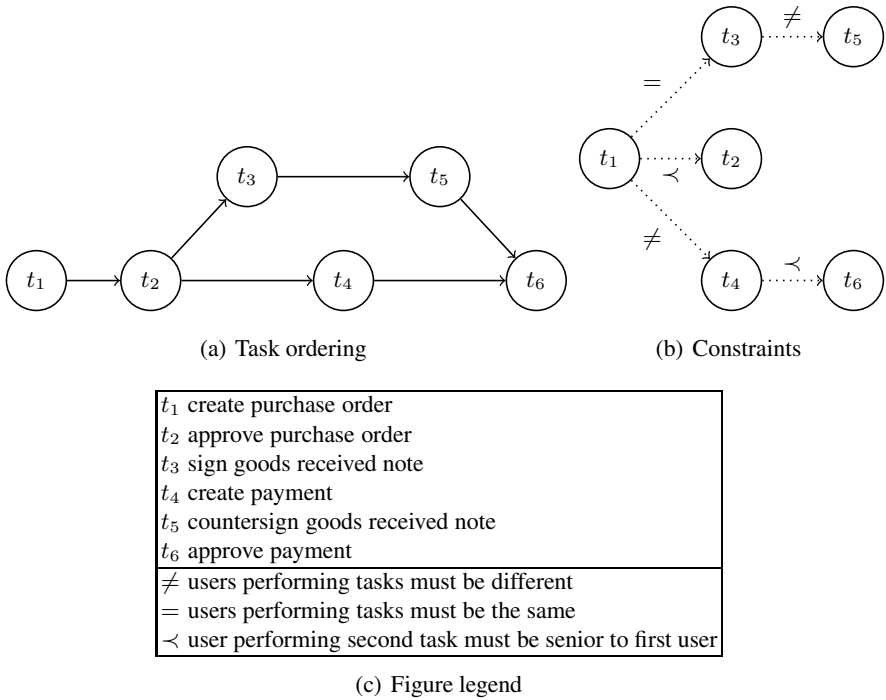 t₃ t₅
t₁ t₂ t₄ t₆
(a) Task ordering
t₃ ≠ t₅
=
t₁ ≺ t₂
≠
t₄ ≺ t₆
(b) Constraints
t₁ create purchase order
t₂ approve purchase order
t₃ sign goods received note
t₄ create payment
t₅ countersign goods received note
t₆ approve payment
≠ users performing tasks must be different
= users performing tasks must be the same
≺ user performing second task must be senior to first user
(c) Figure legend